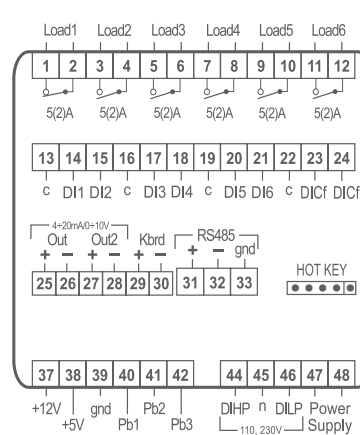 Load1 Load2 Load3 Load4 Load5 Load6
1 2 3 4 5 6 7 8 9 10 11 12
5(2)A 5(2)A 5(2)A 5(2)A 5(2)A 5(2)A
13 14 15 16 17 18 19 20 21 22 23 24
c DI1 DI2 c DI3 DI4 c DI5 DI6 c DICf DICf
4÷20mA/0÷10V
Out Out2 Kbrd RS485
+ − + − + − + − gnd
25 26 27 28 29 30 31 32 33
HOT KEY
37 38 39 40 41 42 44 45 46 47 48
+12V gnd Pb2 DIHP n DILP Power
+5V Pb1 Pb3 110, 230V Supply